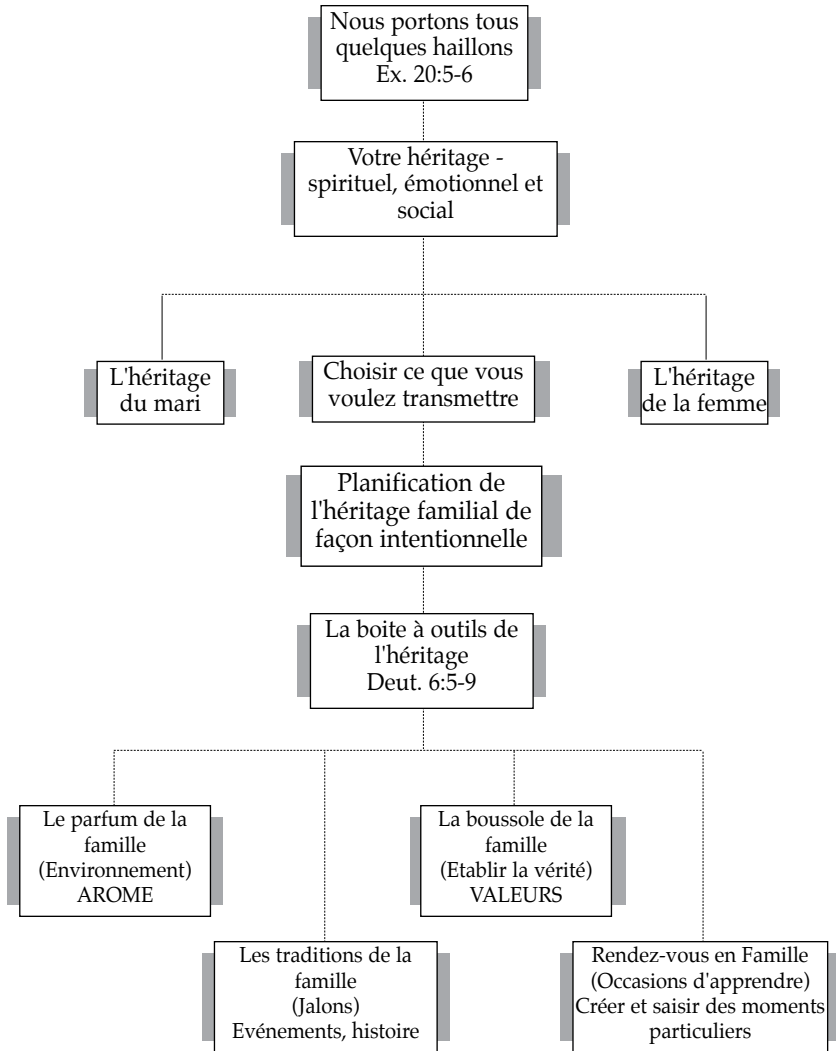 Nous portons tous
quelques haillons
Ex. 20:5-6
Votre héritage -
spirituel, émotionnel et
social
L'héritage
du mari
Choisir ce que vous
voulez transmettre
L'héritage
de la femme
Planification de
l'héritage familial de
façon intentionnelle
La boite à outils de
l'héritage
Deut. 6:5-9
Le parfum de la
famille
(Environnement)
AROME
La boussole de la
famille
(Etablir la vérité)
VALEURS
Les traditions de la
famille
(Jalons)
Evénements, histoire
Rendez-vous en Famille
(Occasions d'apprendre)
Créer et saisir des moments
particuliers